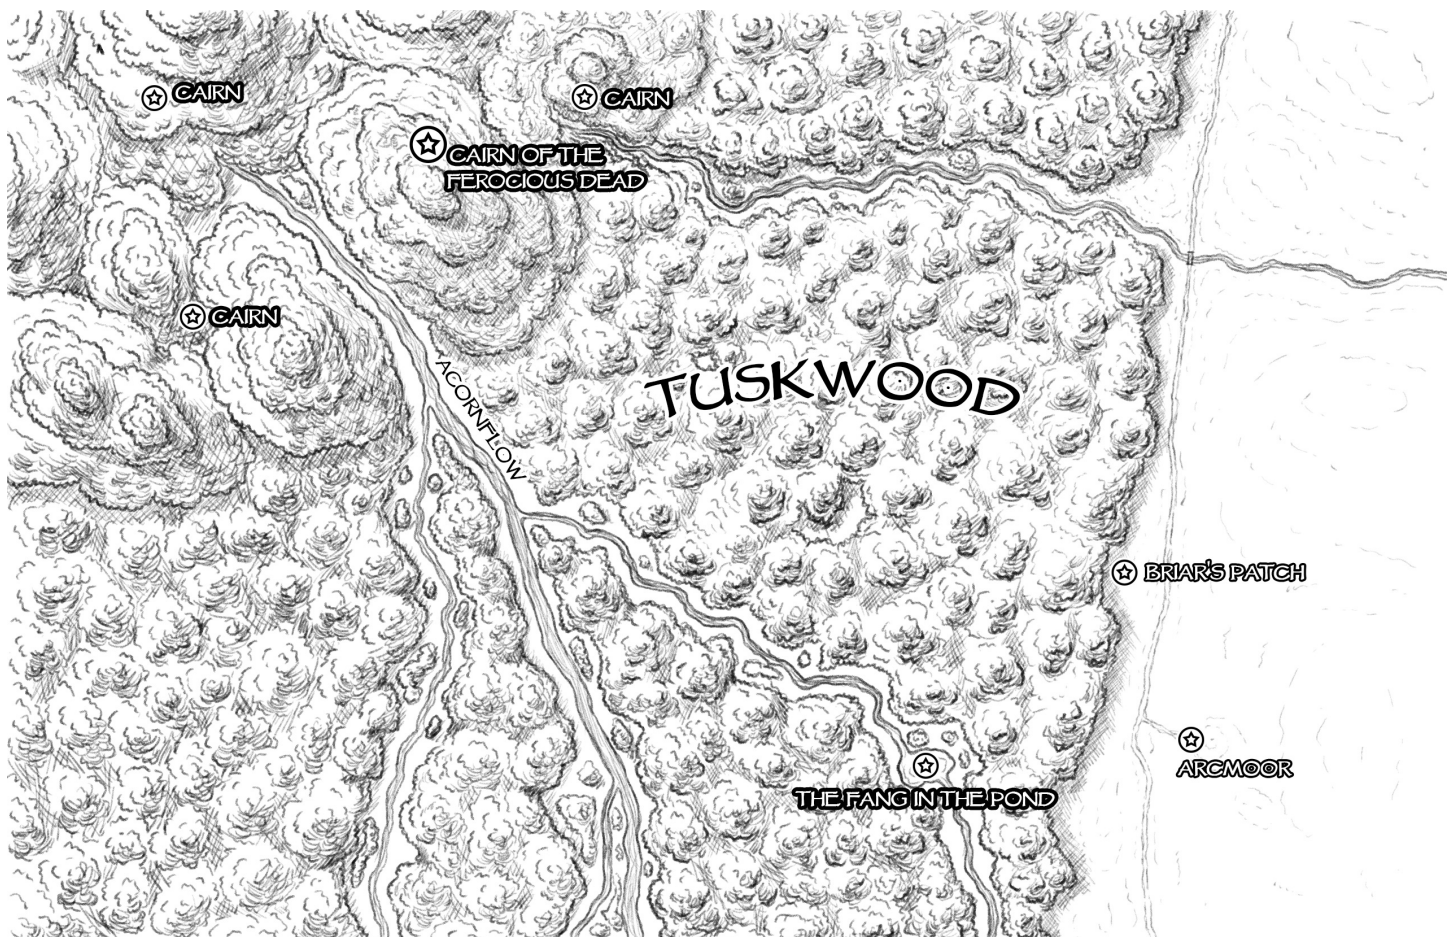 CAIRN
CAIRN
CAIRN OF THE
FEROCIOUS DEAD
CAIRN
ACORNFLOW
TUSKWOOD
BRIAR'S PATCH
ARCMOOR
THE FANG IN THE POND